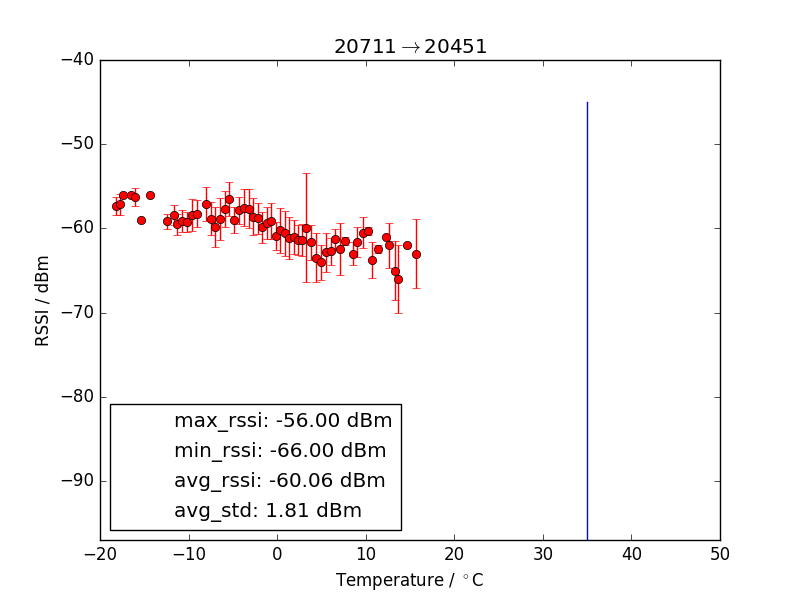 20711→20451
−40
−50
−60
−70
−80
−90
RSSI / dBm
max_rssi: -56.00 dBm
min_rssi: -66.00 dBm
avg_rssi: -60.06 dBm
avg_std: 1.81 dBm
−20 −10 0 10 20 30 40 50
Temperature / °C